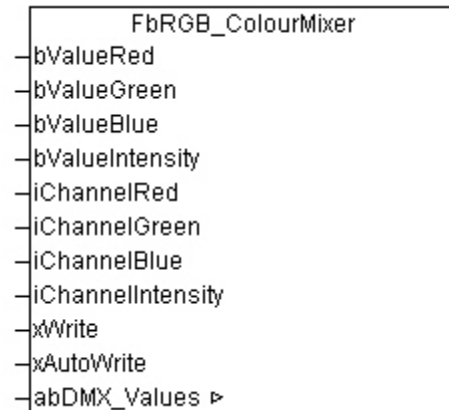 FbRGB_ColourMixer
bValueRed
bValueGreen
bValueBlue
bValueIntensity
iChannelRed
iChannelGreen
iChannelBlue
iChannelIntensity
xWrite
xAutoWrite
abDMX_Values ▹